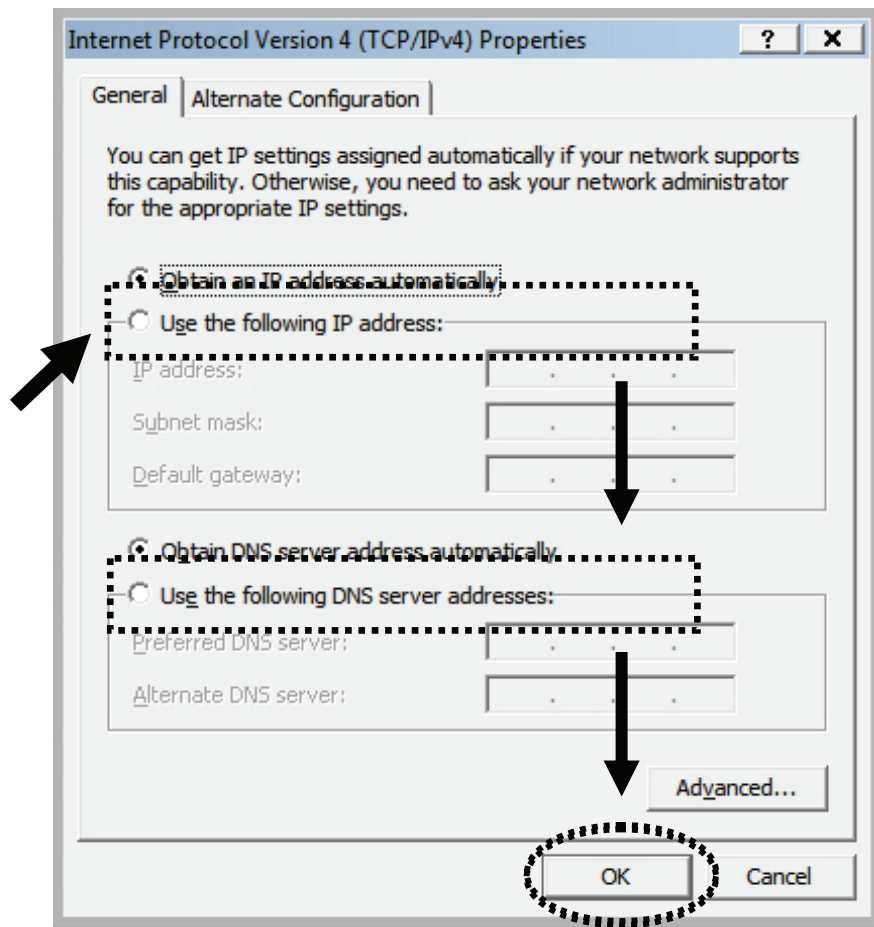 Internet Protocol Version 4 (TCP/IPv4) Properties
General
Alternate Configuration
You can get IP settings assigned automatically if your network supports
this capability. Otherwise, you need to ask your network administrator
for the appropriate IP settings.
Obtain an IP address automatically
Use the following IP address:
IP address:
Subnet mask:
Default gateway:
Obtain DNS server address automatically
Use the following DNS server addresses:
Preferred DNS server:
Alternate DNS server:
Advanced...
OK
Cancel